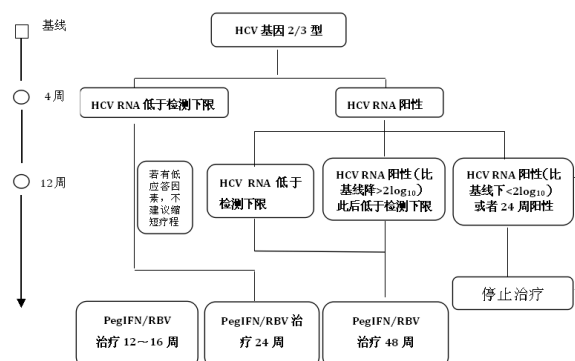 基线
HCV 基因 2/3 型
4 周
HCV RNA 低于检测下限
HCV RNA 阳性
12 周
若有低
应答因
素，不
建议缩
短疗程
HCV RNA 低于
检测下限
HCV RNA 阳性（比
基线降>2log₁₀）
此后低于检测下限
HCV RNA 阳性（比
基线下<2log₁₀）
或者 24 周阳性
停止治疗
PegIFN/RBV
治疗 12～16 周
PegIFN/RBV 治
疗 24 周
PegIFN/RBV
治疗 48 周